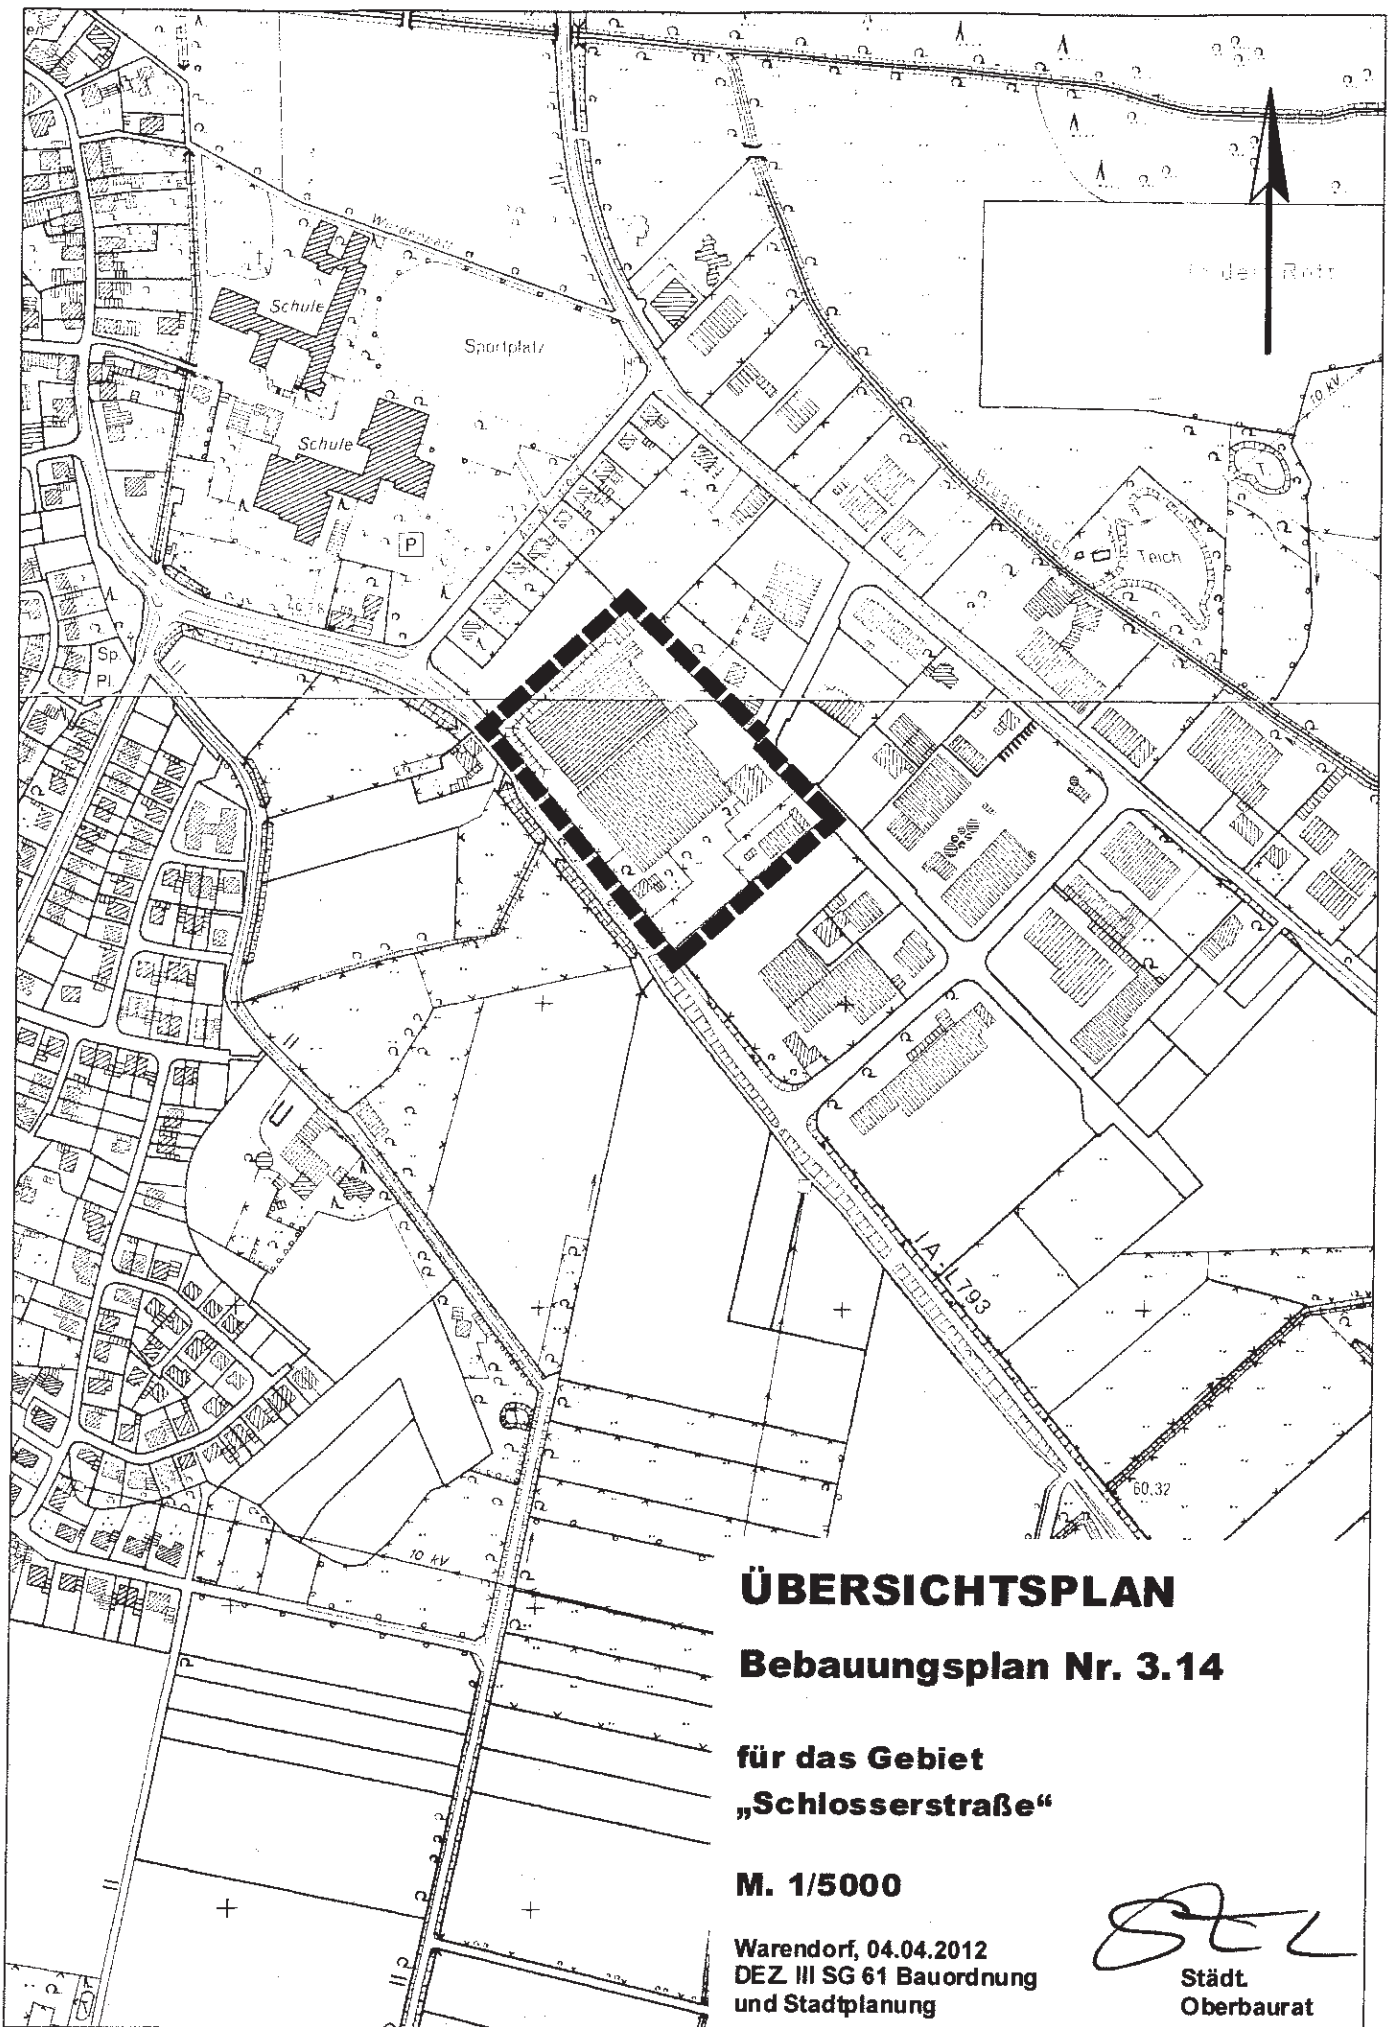 Schule
Sportplatz
Schule
P
Sp.
Pl.
10 KV
Teich
T.
I A. L 793
60,32
10 KV
ÜBERSICHTSPLAN
Bebauungsplan Nr. 3.14
für das Gebiet
„Schlosserstraße“
M. 1/5000
Warendorf, 04.04.2012
DEZ. III SG 61 Bauordnung
und Stadtplanung
Städt.
Oberbaurat